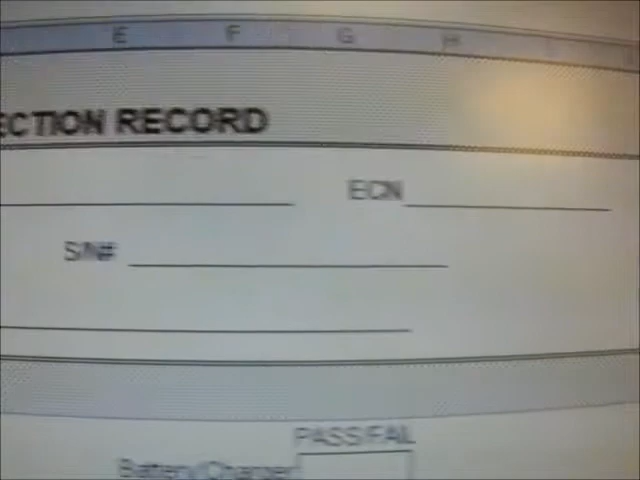 E F G H
ECTION RECORD
ECN
S/N#
PASS/FAIL
Battery/Charger